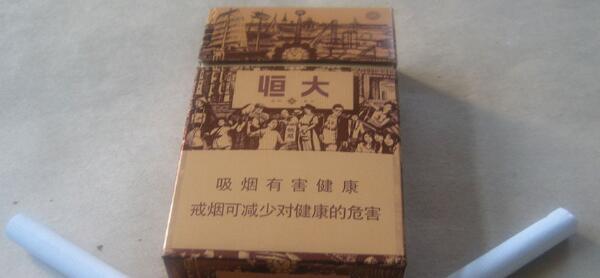 恒大
吸烟有害健康
戒烟可减少对健康的危害